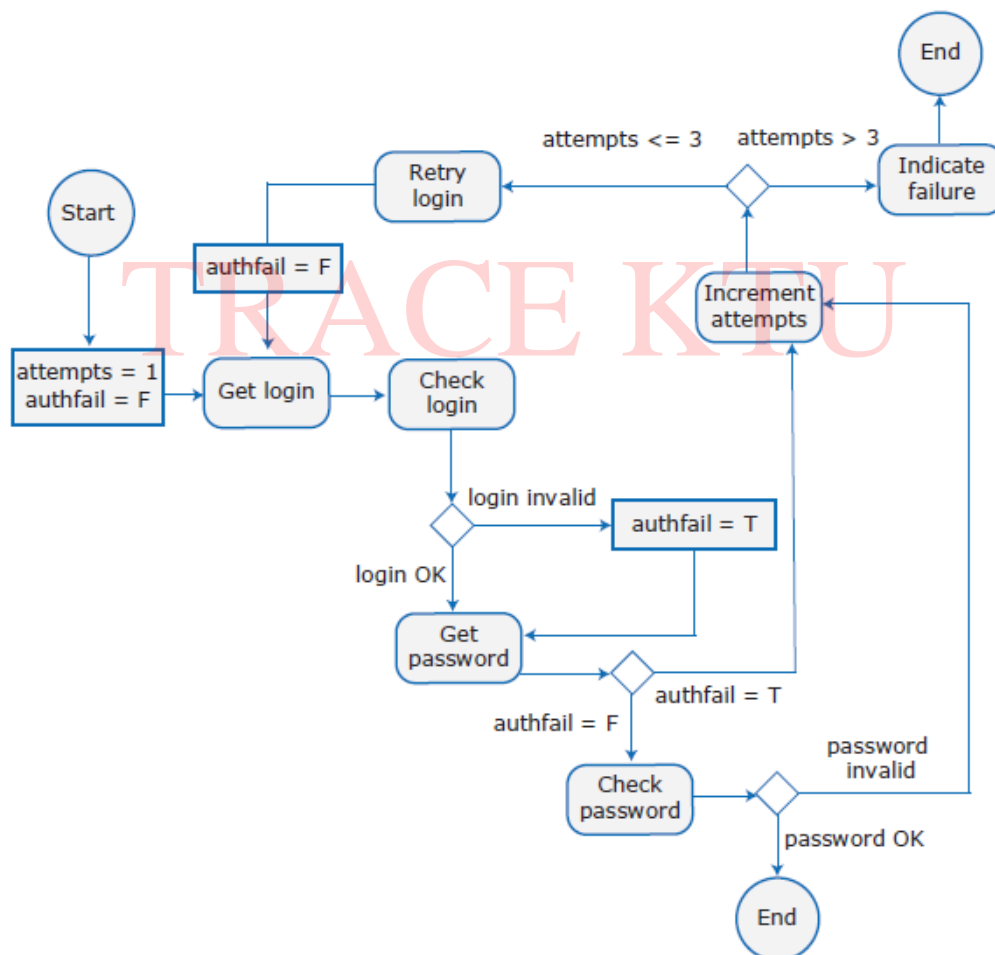 End
attempts <= 3
attempts > 3
Retry
login
Indicate
failure
Start
authfail = F
TRACE KTU
Increment
attempts
attempts = 1
authfail = F
Get login
Check
login
login invalid
authfail = T
login OK
Get
password
authfail = T
authfail = F
password
invalid
Check
password
password OK
End